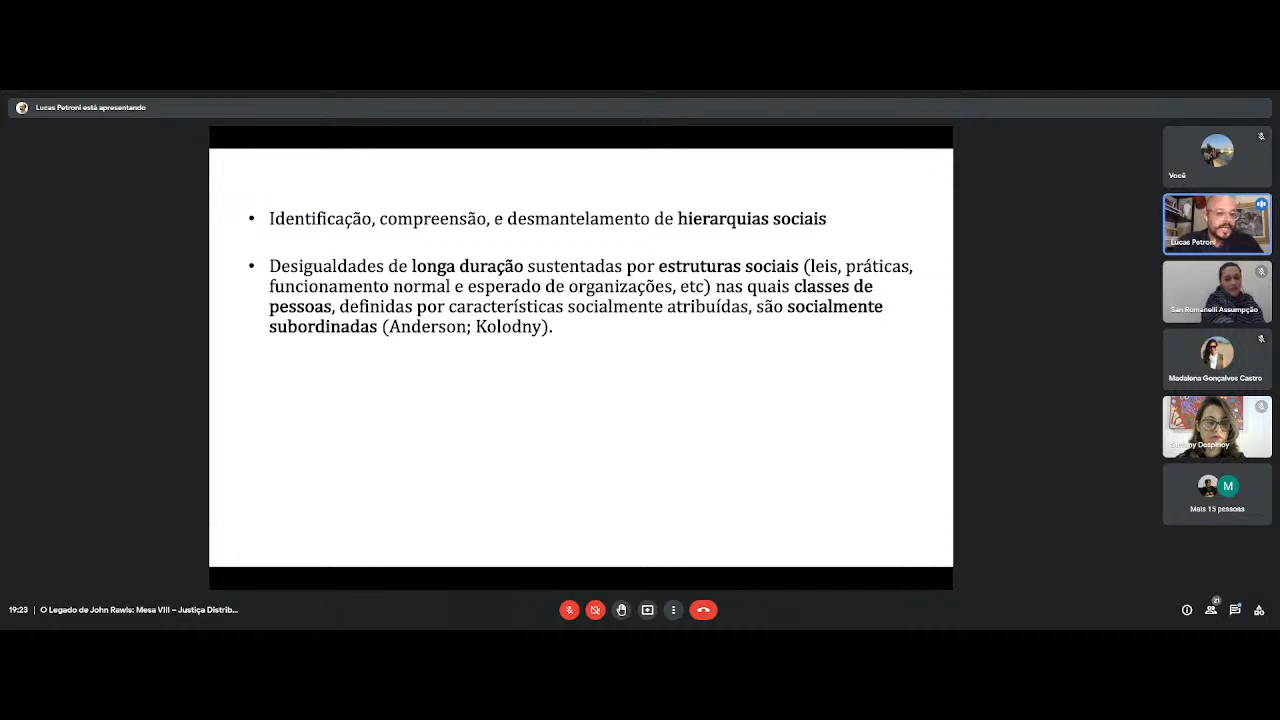 Lucas Petroni está apresentando
• Identificação, compreensão, e desmantelamento de hierarquias sociais
• Desigualdades de longa duração sustentadas por estruturas sociais (leis, práticas,
funcionamento normal e esperado de organizações, etc) nas quais classes de
pessoas, definidas por características socialmente atribuídas, são socialmente
subordinadas (Anderson; Kolodny).
Você
Lucas Petroni
San Romanelli Assumpção
Madalena Gonçalves Castro
Despinoy
M
Mais 15 pessoas
19:23 | O Legado de John Rawls: Mesa VIII – Justiça Distrib...
21